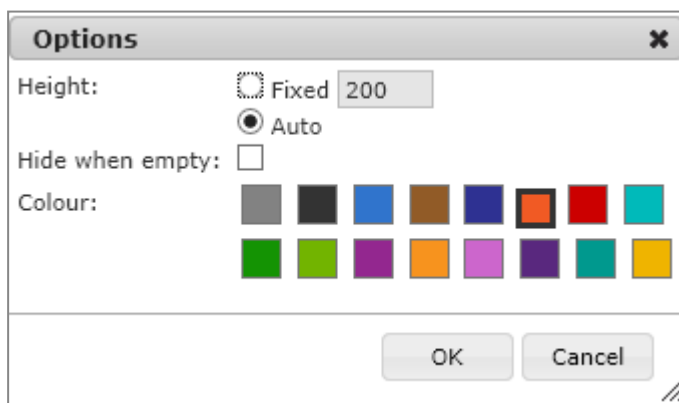 Options
Height:
Fixed 200
Auto
Hide when empty:
Colour:
OK Cancel